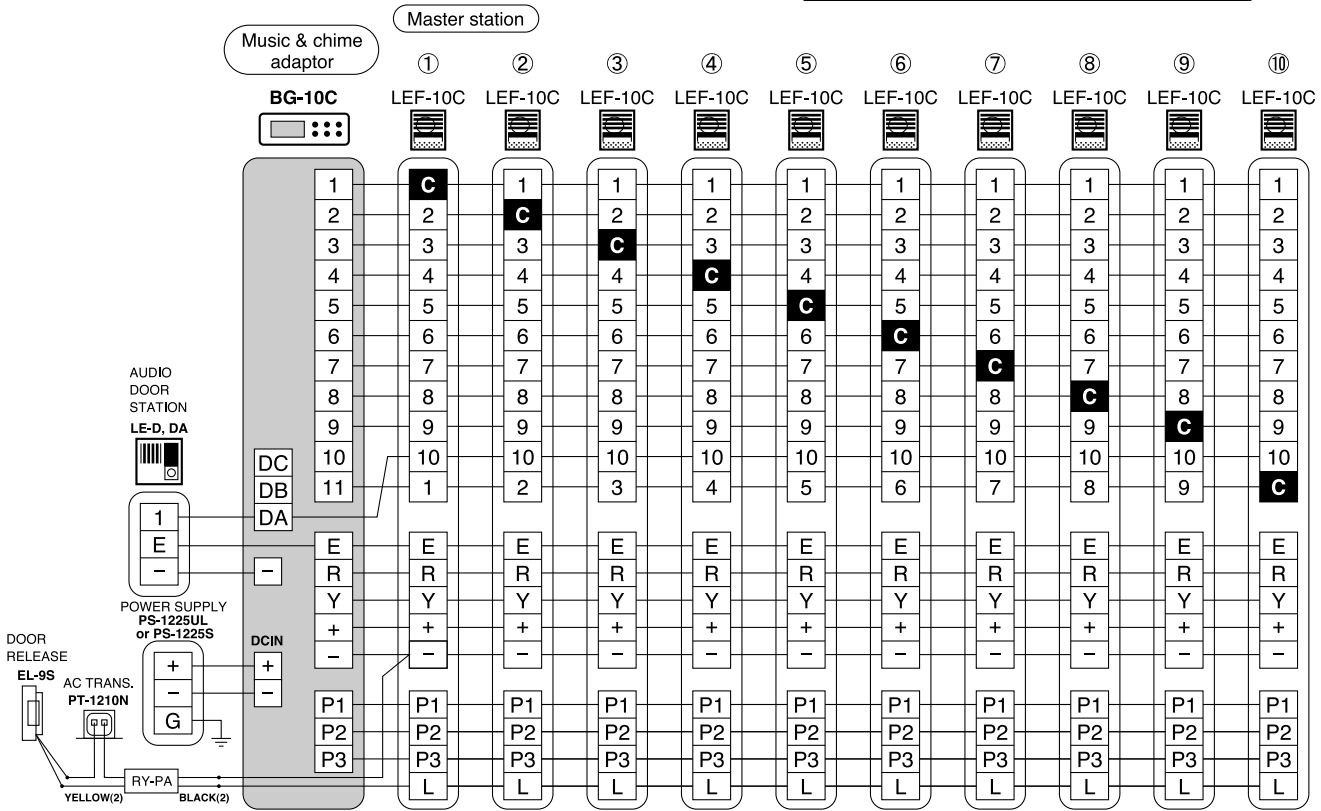 Master station
Music & chime
adaptor
① ② ③ ④ ⑤ ⑥ ⑦ ⑧ ⑨ ⑩
BG-10C LEF-10C LEF-10C LEF-10C LEF-10C LEF-10C LEF-10C LEF-10C LEF-10C LEF-10C LEF-10C
1 C 1 1 1 1 1 1 1 1 1
2 2 C 2 2 2 2 2 2 2 2
3 3 3 C 3 3 3 3 3 3 3
4 4 4 4 C 4 4 4 4 4 4
5 5 5 5 5 C 5 5 5 5 5
6 6 6 6 6 6 C 6 6 6 6
7 7 7 7 7 7 7 C 7 7 7
8 8 8 8 8 8 8 8 C 8 8
9 9 9 9 9 9 9 9 9 C 9
10 10 10 10 10 10 10 10 10 10 10
11 1 2 3 4 5 6 7 8 9 C
AUDIO
DOOR
STATION
LE-D, DA
DC
DB
DA
1
E
–
–
E E E E E E E E E E E
R R R R R R R R R R R
Y Y Y Y Y Y Y Y Y Y Y
+ + + + + + + + + + +
– – – – – – – – – – –
POWER SUPPLY
PS-1225UL
or PS-1225S
DCIN
+ +
– –
G
DOOR
RELEASE
EL-9S
AC TRANS.
PT-1210N
P1 P1 P1 P1 P1 P1 P1 P1 P1 P1 P1
P2 P2 P2 P2 P2 P2 P2 P2 P2 P2 P2
P3 P3 P3 P3 P3 P3 P3 P3 P3 P3 P3
L L L L L L L L L L
RY-PA
YELLOW(2) BLACK(2)